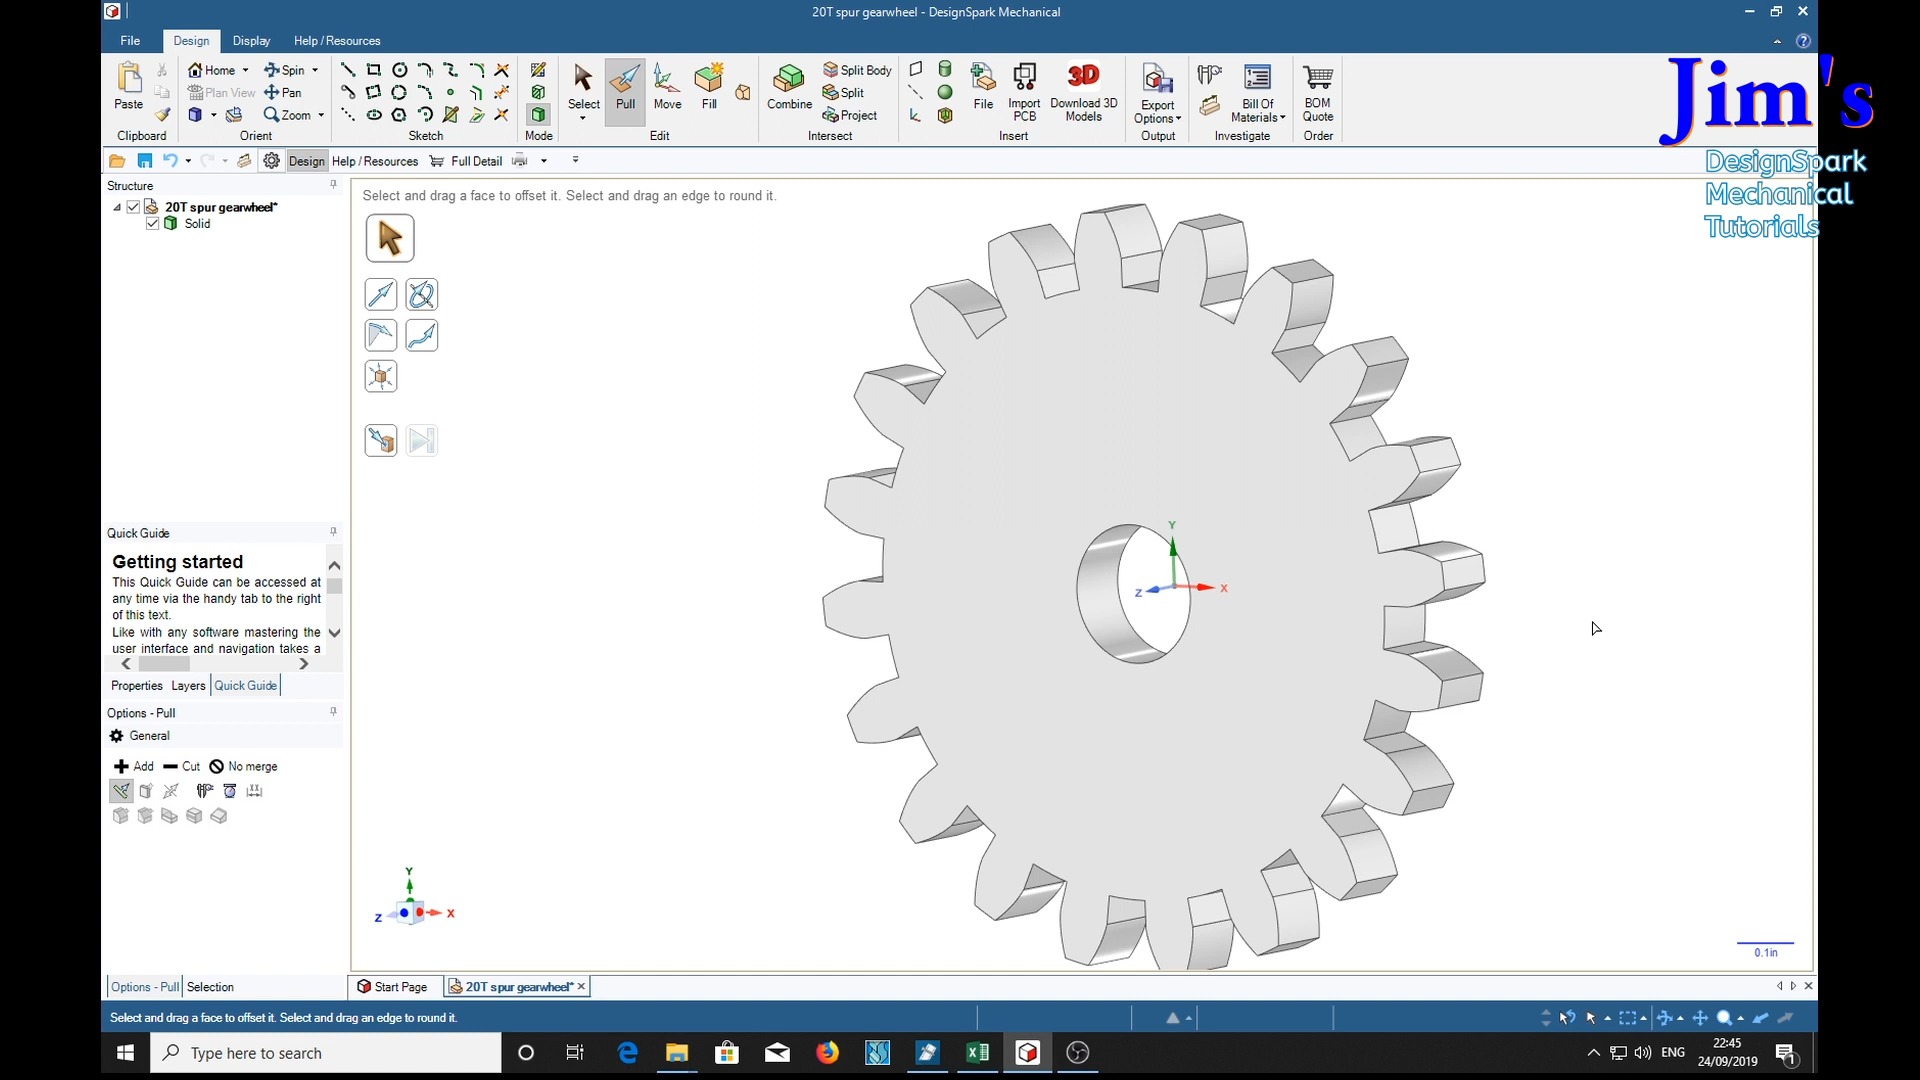 20T spur gearwheel - DesignSpark Mechanical
File Design Display Help / Resources
Jim's
DesignSpark
Mechanical
Tutorials
Home Spin Split Body
Plan View Pan Split
Zoom Project
Paste Select Pull Move Fill Combine File Import PCB Download 3D Models Export Options Bill Of Materials BOM Quote
3D
Clipboard Orient Sketch Mode Edit Intersect Insert Output Investigate Order
Design Help / Resources Full Detail
Structure
20T spur gearwheel*
Solid
Select and drag a face to offset it. Select and drag an edge to round it.
Y
X
Z
Quick Guide
Getting started
This Quick Guide can be accessed at
any time via the handy tab to the right
of this text.
Like with any software mastering the
user interface and navigation takes a
Properties Layers Quick Guide
Options - Pull
General
Add Cut No merge
Y
Z X
0.1in
Options - Pull Selection
Start Page 20T spur gearwheel*
Select and drag a face to offset it. Select and drag an edge to round it.
Type here to search
ENG
22:45
24/09/2019
1